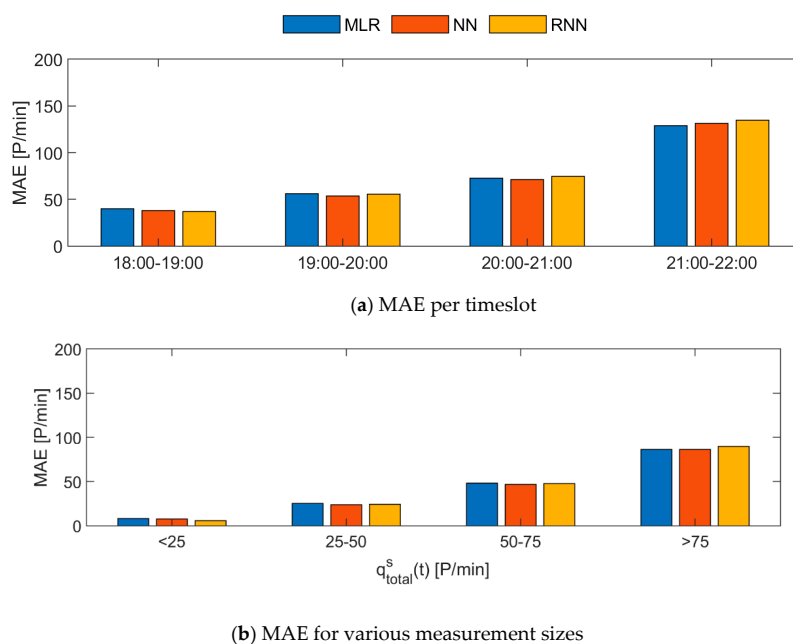 MLR NN RNN
200
150
100
50
0
MAE [P/min]
18:00-19:00 19:00-20:00 20:00-21:00 21:00-22:00
(a) MAE per timeslot
200
150
100
50
0
MAE [P/min]
<25 25-50 50-75 >75
q^s_total(t) [P/min]
(b) MAE for various measurement sizes